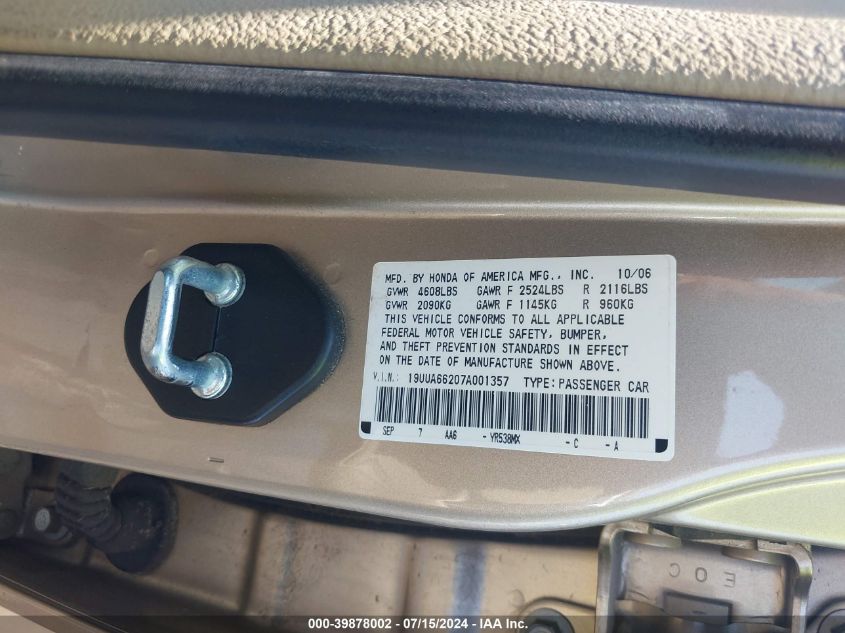 MFD. BY HONDA OF AMERICA MFG., INC. 10/06
GVWR 4608LBS GAWR F 2524LBS R 2116LBS
GVWR 2090KG GAWR F 1145KG R 960KG
THIS VEHICLE CONFORMS TO ALL APPLICABLE
FEDERAL MOTOR VEHICLE SAFETY, BUMPER,
AND THEFT PREVENTION STANDARDS IN EFFECT
ON THE DATE OF MANUFACTURE SHOWN ABOVE.
V.I.N.: 19UUA66207A001357 TYPE: PASSENGER CAR
SEP 7 AA6 - YR538MX - C - A
EOC
000-39878002 / 07/15/2024 - IAA Inc.